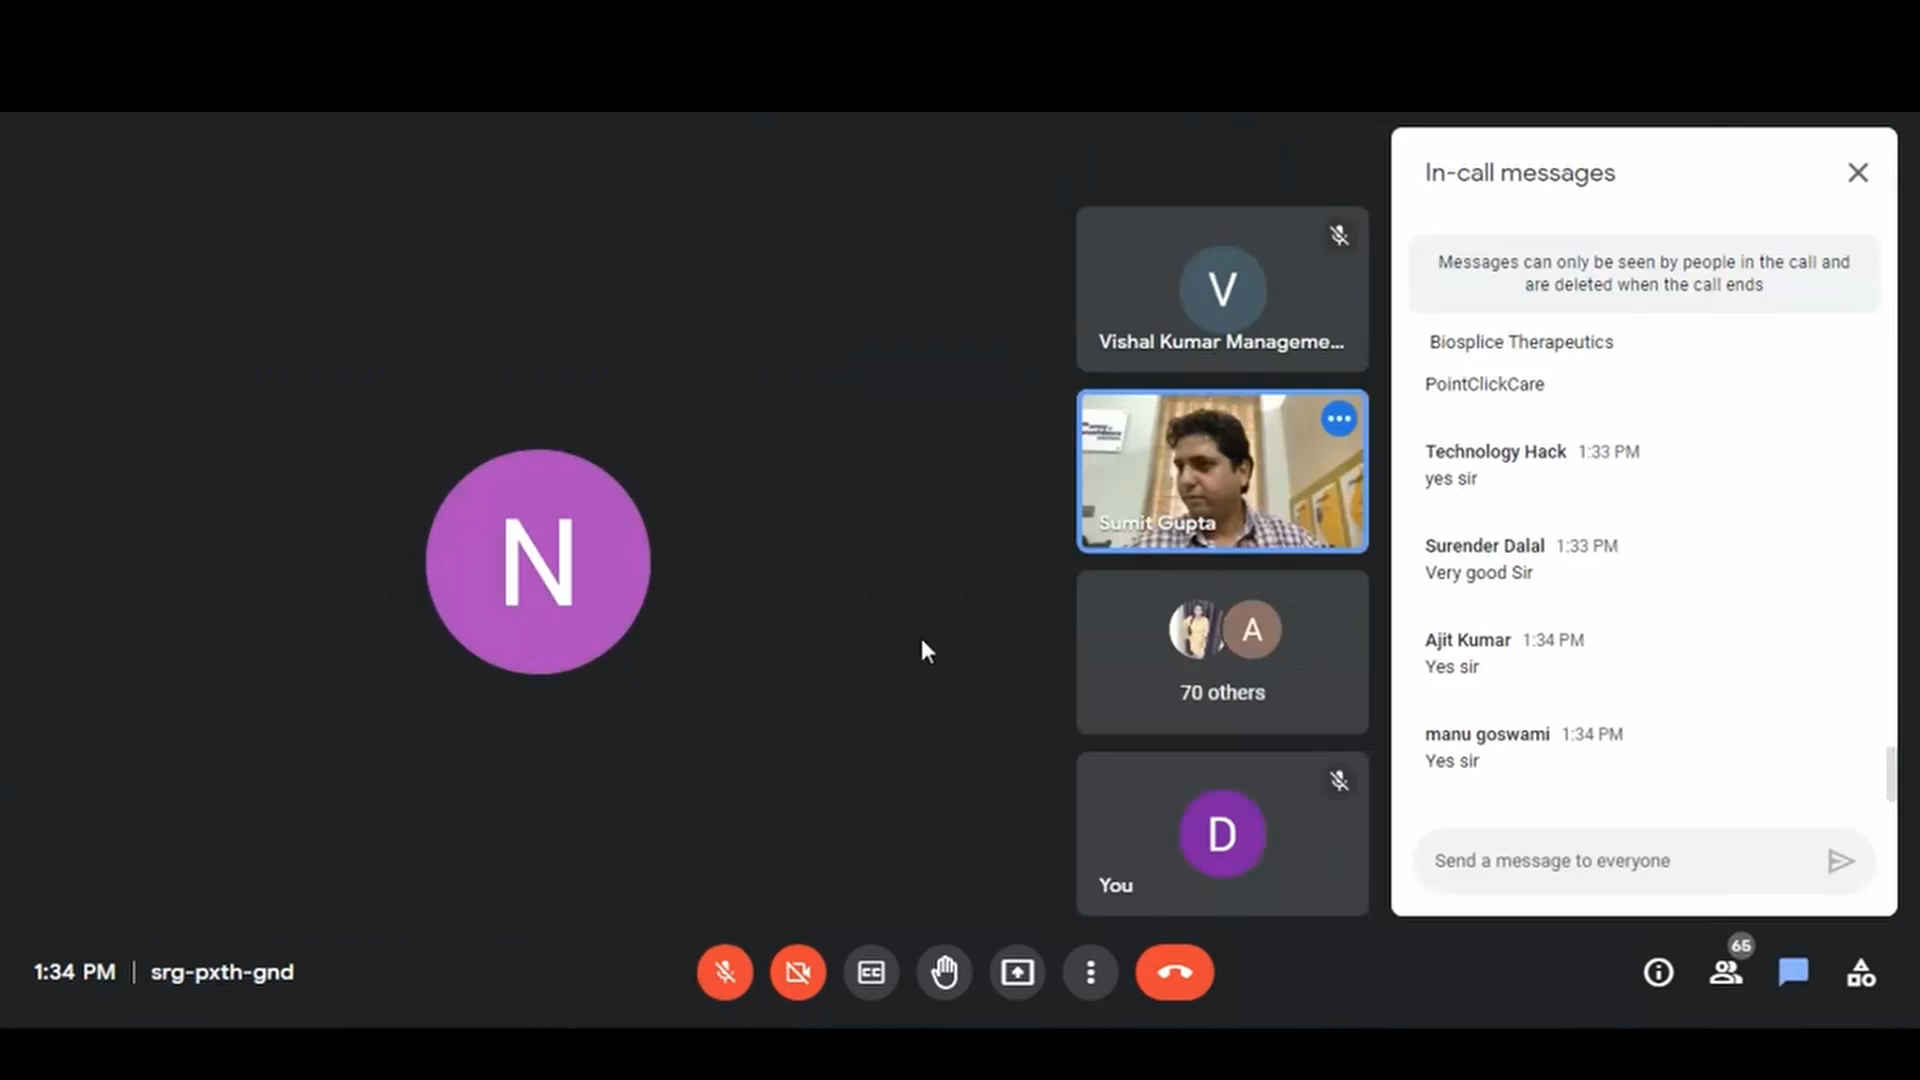 N
V
Vishal Kumar Manageme...
Sumit Gupta
A
70 others
D
You
In-call messages
Messages can only be seen by people in the call and
are deleted when the call ends
Biosplice Therapeutics
PointClickCare
Technology Hack 1:33 PM
yes sir
Surender Dalal 1:33 PM
Very good Sir
Ajit Kumar 1:34 PM
Yes sir
manu goswami 1:34 PM
Yes sir
Send a message to everyone
1:34 PM | srg-pxth-gnd
CC
65